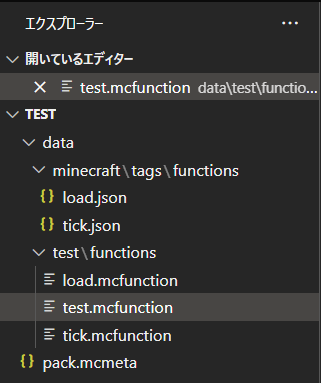 エクスプローラー ···
開いているエディター
test.mcfunction data\test\functio...
TEST
data
minecraft\tags\functions
{} load.json
{} tick.json
test\functions
load.mcfunction
test.mcfunction
tick.mcfunction
{} pack.mcmeta